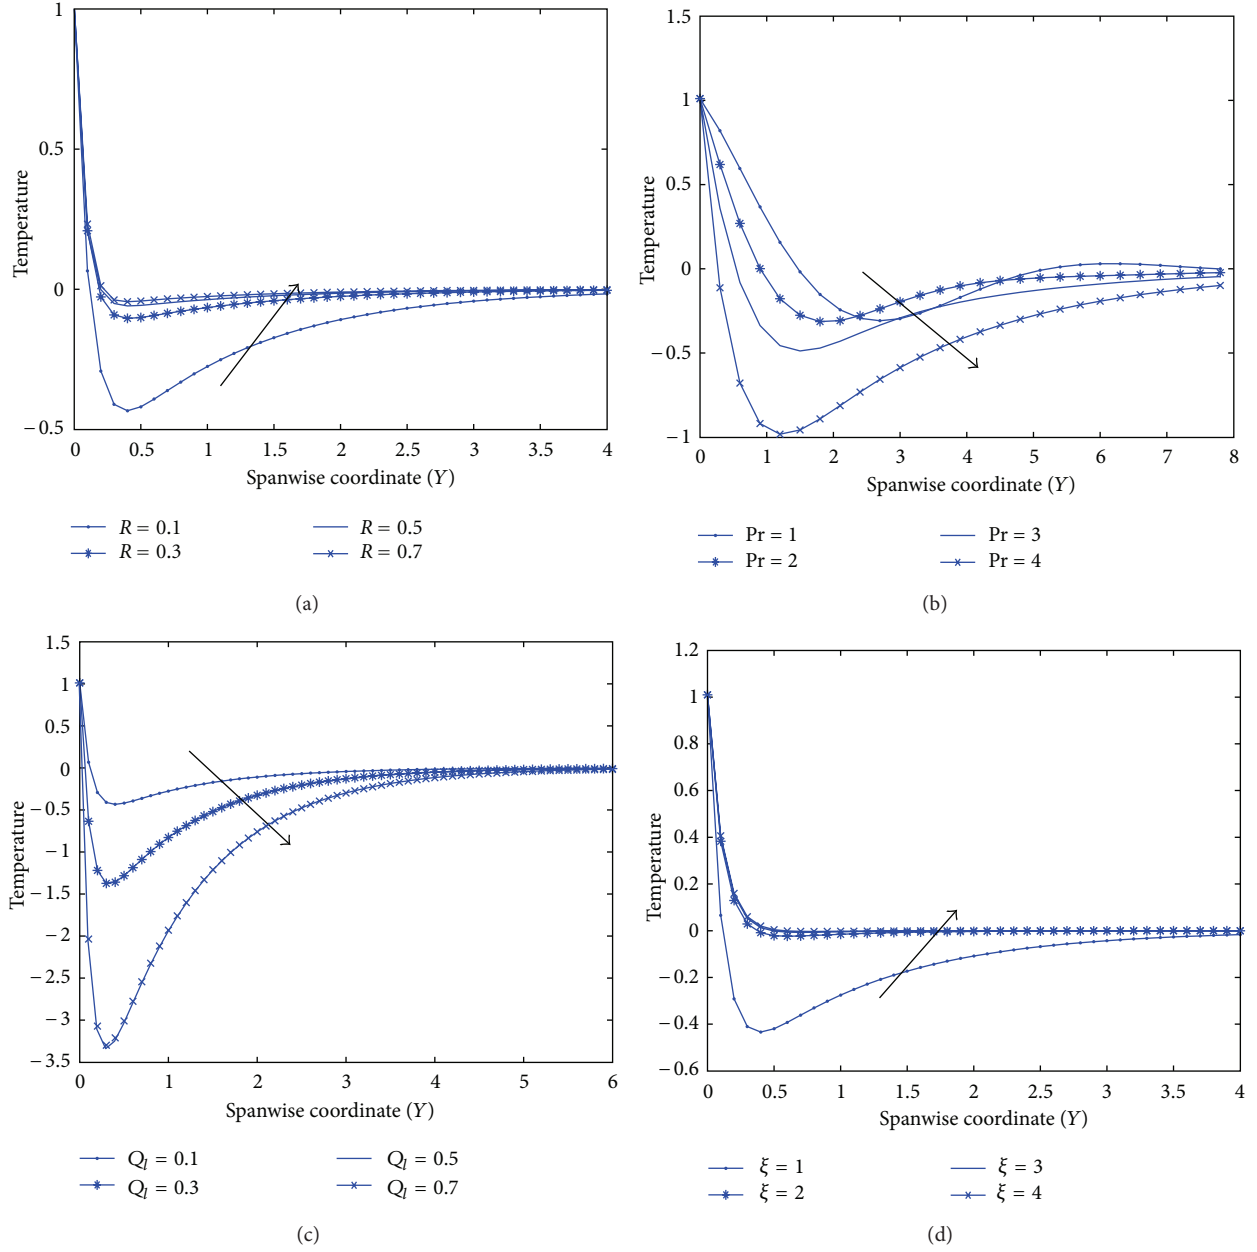 1
0.5
0
−0.5
Temperature
0 0.5 1 1.5 2 2.5 3 3.5 4
Spanwise coordinate (Y)
R = 0.1
R = 0.3
R = 0.5
R = 0.7
(a)
1.5
1
0.5
0
−0.5
−1
Temperature
0 1 2 3 4 5 6 7 8
Spanwise coordinate (Y)
Pr = 1
Pr = 2
Pr = 3
Pr = 4
(b)
1.5
1
0.5
0
−0.5
−1
−1.5
−2
−2.5
−3
−3.5
Temperature
0 1 2 3 4 5 6
Spanwise coordinate (Y)
Q_l = 0.1
Q_l = 0.3
Q_l = 0.5
Q_l = 0.7
(c)
1.2
1
0.8
0.6
0.4
0.2
0
−0.2
−0.4
−0.6
Temperature
0 0.5 1 1.5 2 2.5 3 3.5 4
Spanwise coordinate (Y)
ξ = 1
ξ = 2
ξ = 3
ξ = 4
(d)